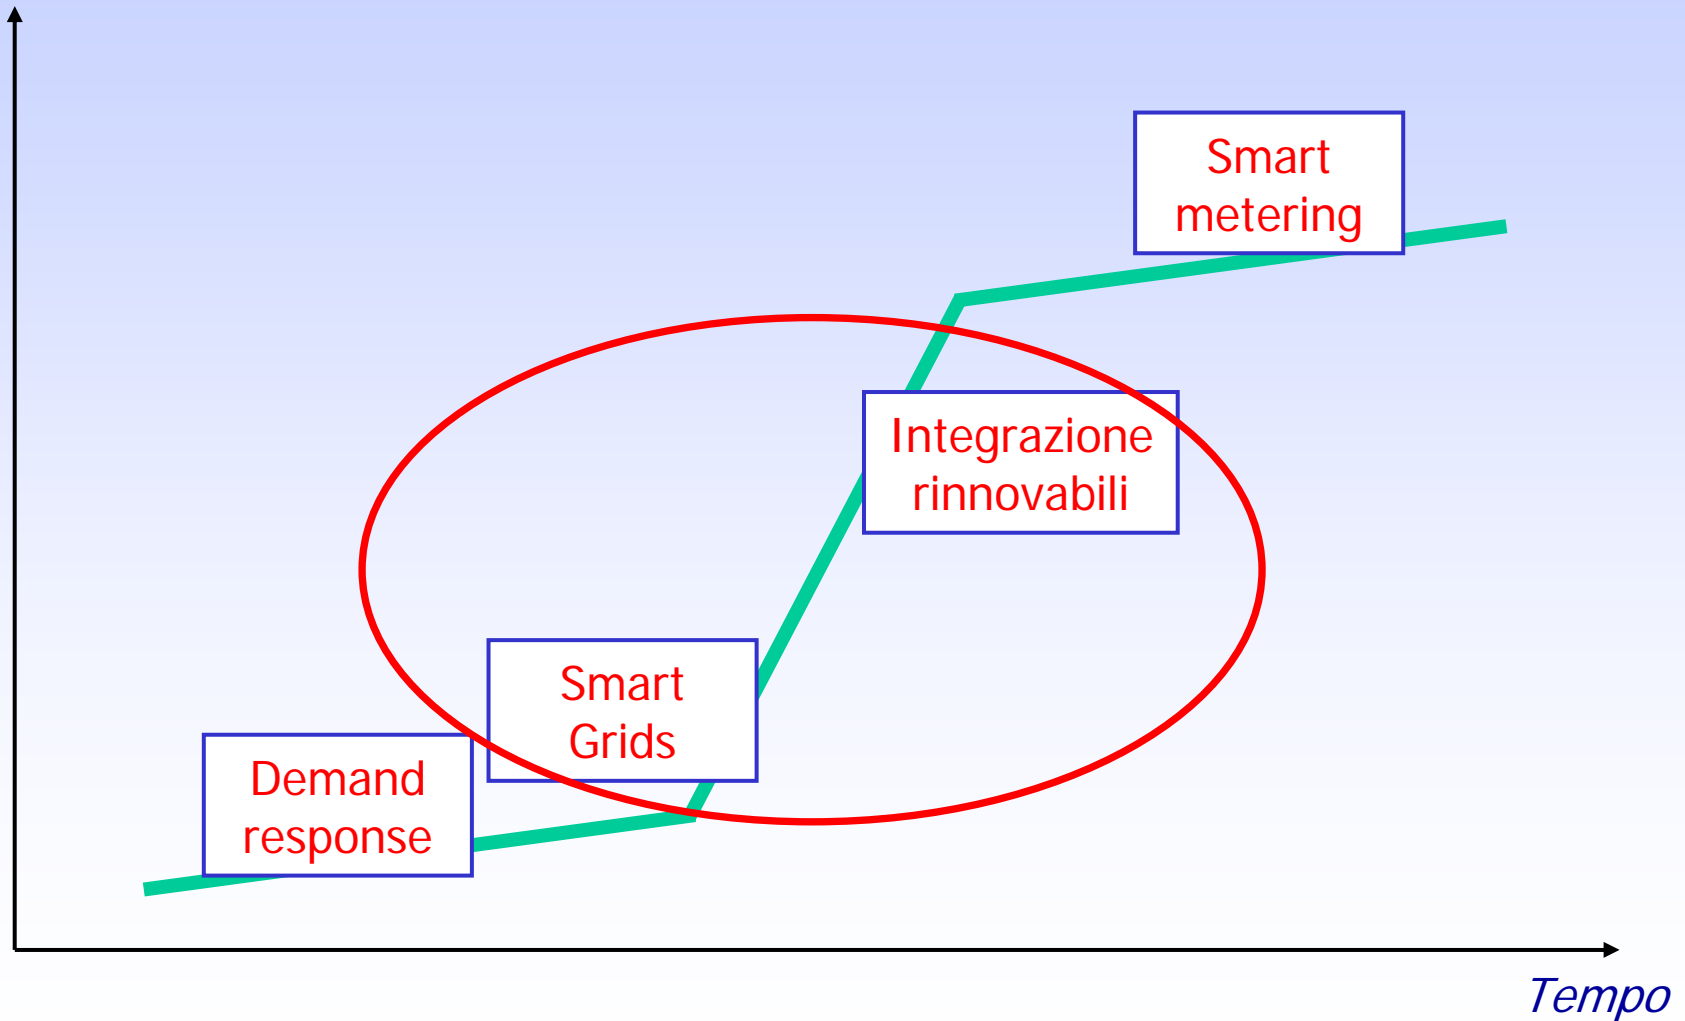 Smart
metering
Integrazione
rinnovabili
Smart
Grids
Demand
response
Tempo